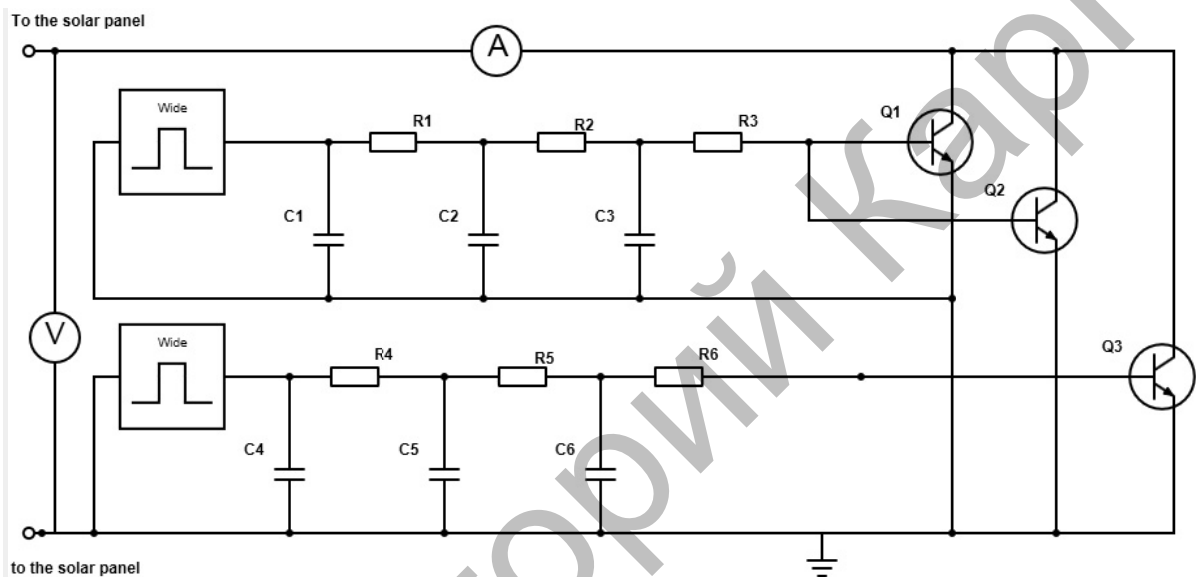 To the solar panel
A
Wide
R1
R2
R3
Q1
C1
C2
C3
Q2
V
Wide
R4
R5
R6
Q3
C4
C5
C6
to the solar panel